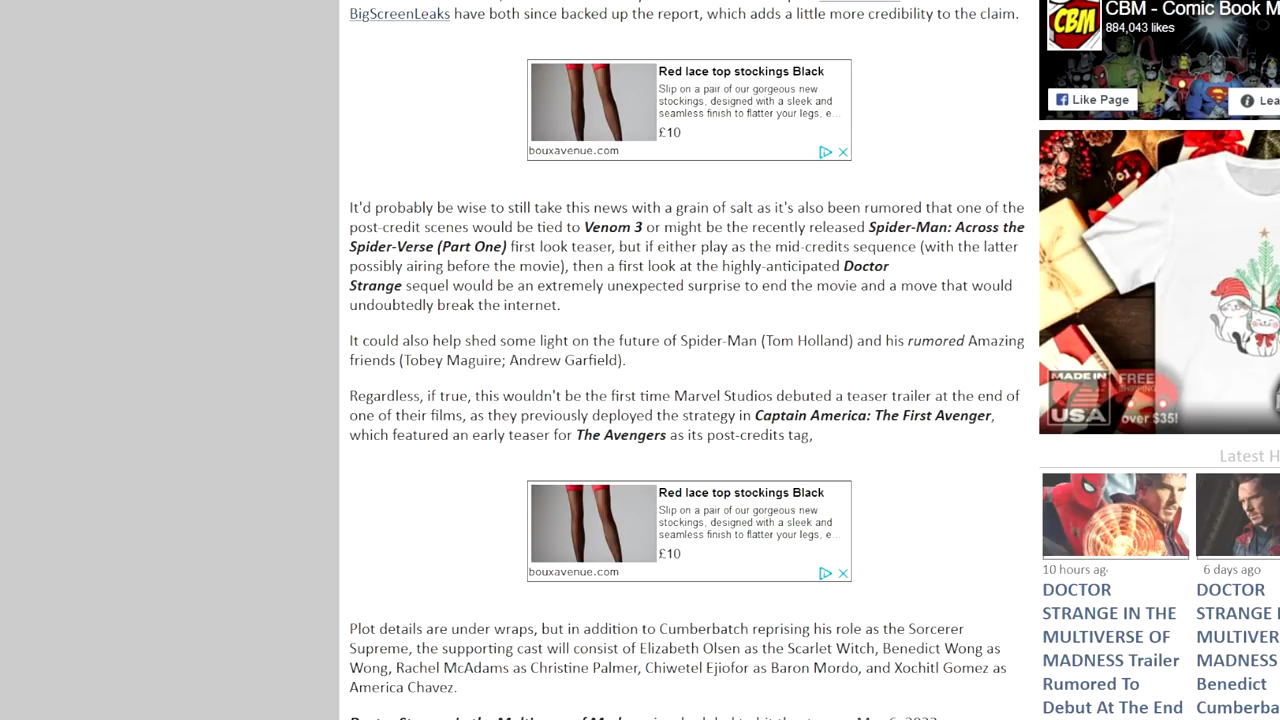 BigScreenLeaks have both since backed up the report, which adds a little more credibility to the claim.
Red lace top stockings Black
Slip on a pair of our gorgeous new
stockings, designed with a sleek and
seamless finish to flatter your legs, e...
£10
bouxavenue.com
It'd probably be wise to still take this news with a grain of salt as it's also been rumored that one of the
post-credit scenes would be tied to Venom 3 or might be the recently released Spider-Man: Across the
Spider-Verse (Part One) first look teaser, but if either play as the mid-credits sequence (with the latter
possibly airing before the movie), then a first look at the highly-anticipated Doctor
Strange sequel would be an extremely unexpected surprise to end the movie and a move that would
undoubtedly break the internet.
It could also help shed some light on the future of Spider-Man (Tom Holland) and his rumored Amazing
friends (Tobey Maguire; Andrew Garfield).
Regardless, if true, this wouldn't be the first time Marvel Studios debuted a teaser trailer at the end of
one of their films, as they previously deployed the strategy in Captain America: The First Avenger,
which featured an early teaser for The Avengers as its post-credits tag,
Red lace top stockings Black
Slip on a pair of our gorgeous new
stockings, designed with a sleek and
seamless finish to flatter your legs, e...
£10
bouxavenue.com
Plot details are under wraps, but in addition to Cumberbatch reprising his role as the Sorcerer
Supreme, the supporting cast will consist of Elizabeth Olsen as the Scarlet Witch, Benedict Wong as
Wong, Rachel McAdams as Christine Palmer, Chiwetel Ejiofor as Baron Mordo, and Xochitl Gomez as
America Chavez.
CBM
CBM - Comic Book M
884,043 likes
Like Page
Lea
MADE IN
USA
FREE
over $35!
Latest H
10 hours ag
DOCTOR
STRANGE IN THE
MULTIVERSE OF
MADNESS Trailer
Rumored To
Debut At The End
6 days ago
DOCTOR
STRANGE
MULTIVER
MADNESS
Benedict
Cumberba